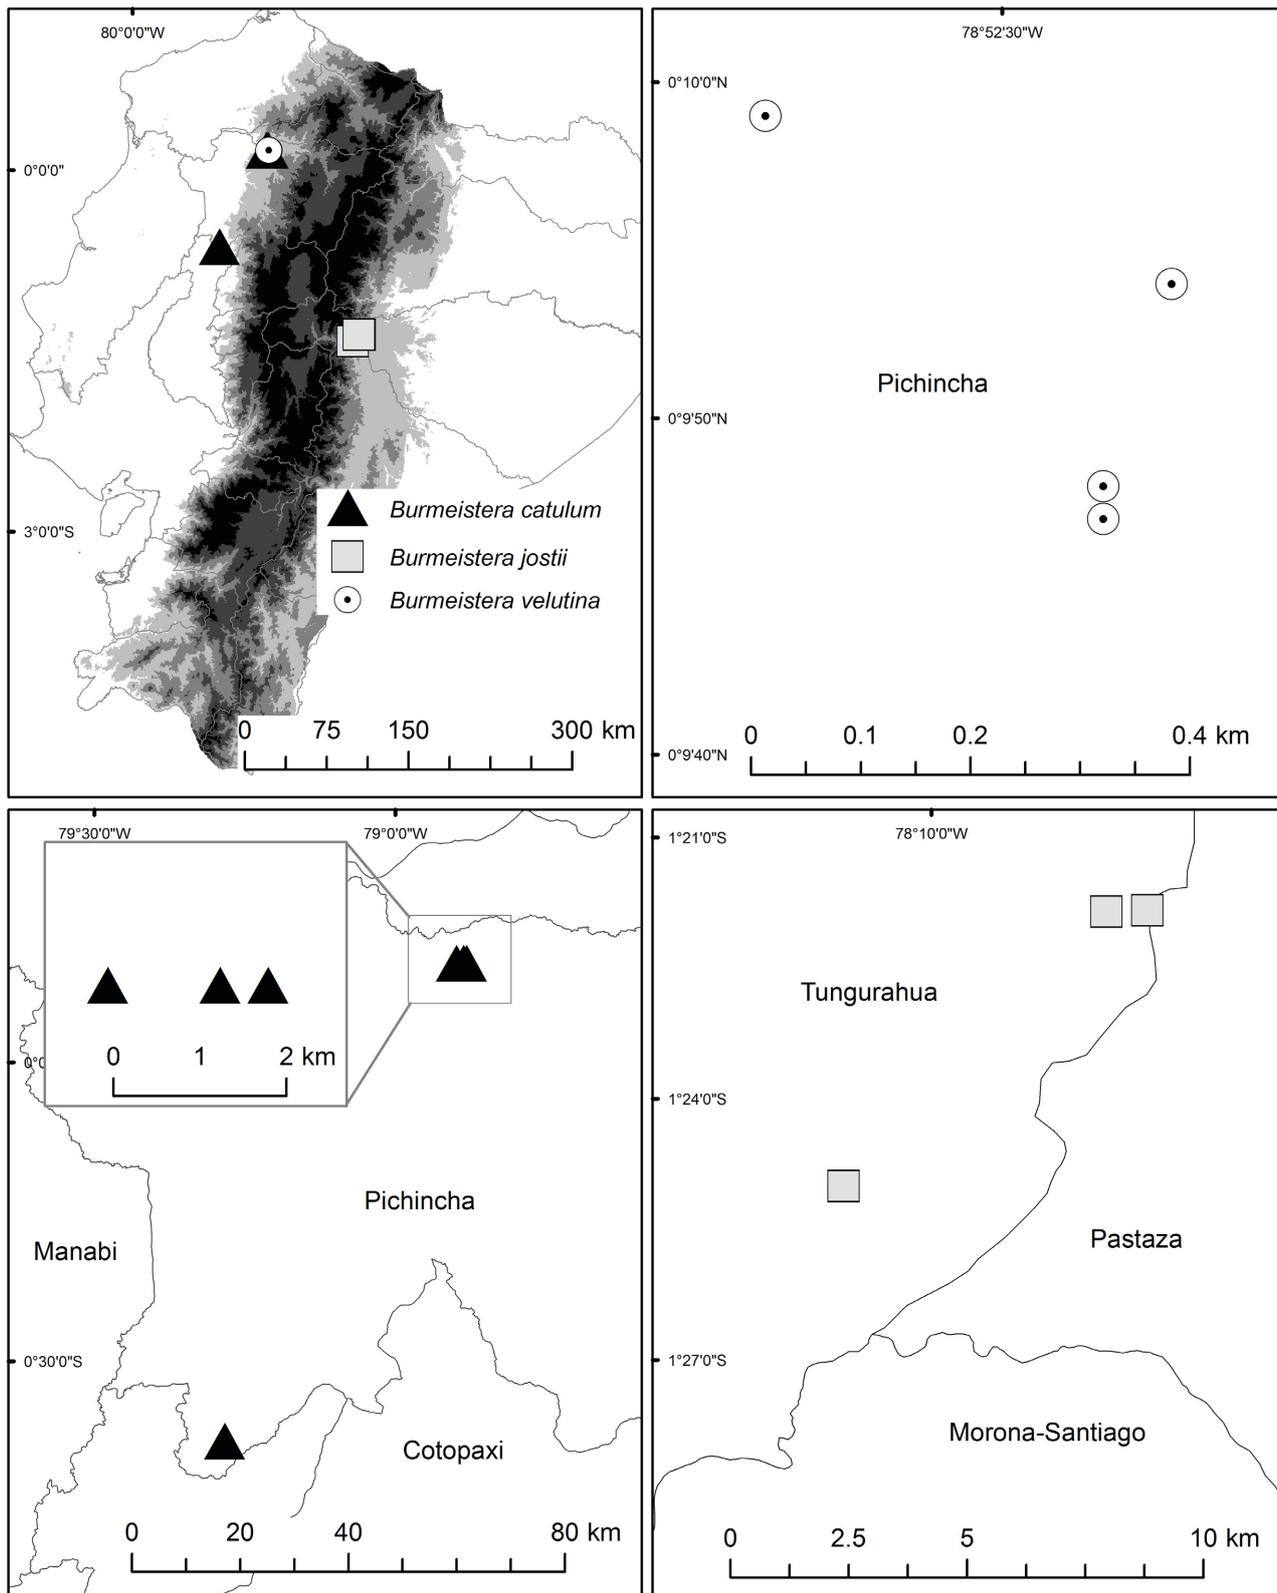 80°0'0"W
0°0'0"
3°0'0"S
Burmeistera catulum
Burmeistera jostii
Burmeistera velutina
0 75 150 300 km
78°52'30"W
0°10'0"N
Pichincha
0°9'50"N
0 0.1 0.2 0.4 km
0°9'40"N
79°30'0"W 79°0'0"W
0 1 2 km
Pichincha
Manabi
0°30'0"S
Cotopaxi
0 20 40 80 km
78°10'0"W
1°21'0"S
Tungurahua
1°24'0"S
Pastaza
1°27'0"S
Morona-Santiago
0 2.5 5 10 km